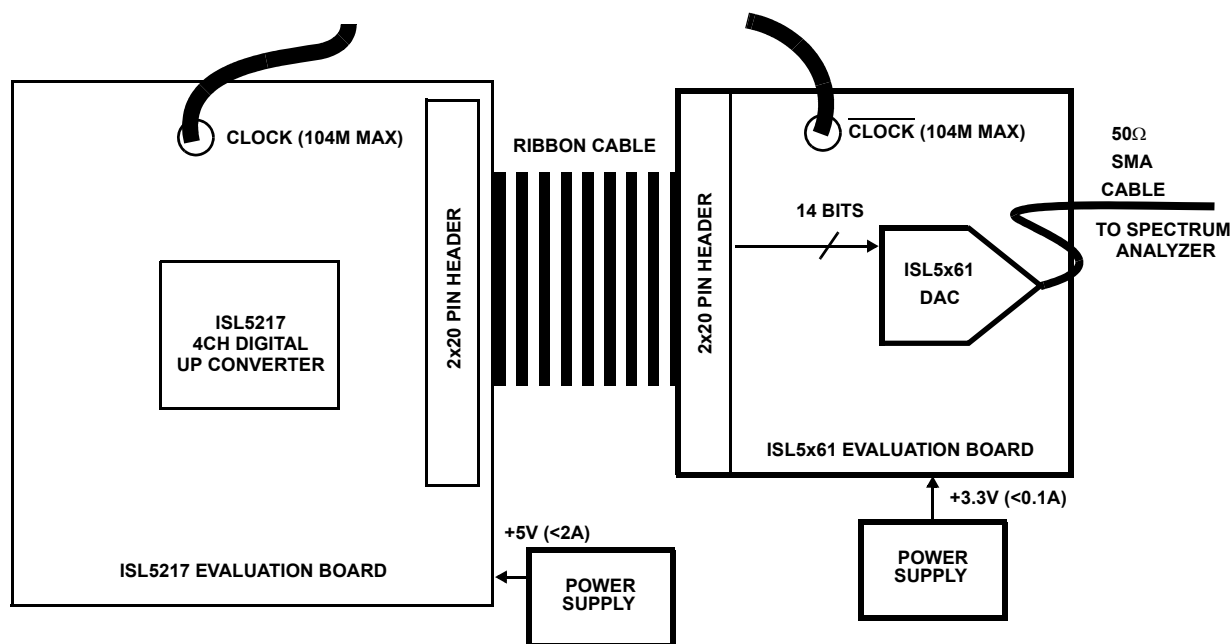 CLOCK (104M MAX)
2x20 PIN HEADER
ISL5217
4CH DIGITAL
UP CONVERTER
ISL5217 EVALUATION BOARD
RIBBON CABLE
+5V (<2A)
POWER
SUPPLY
2x20 PIN HEADER
CLOCK (104M MAX)
14 BITS
ISL5x61
DAC
ISL5x61 EVALUATION BOARD
50Ω
SMA
CABLE
TO SPECTRUM
ANALYZER
+3.3V (<0.1A)
POWER
SUPPLY